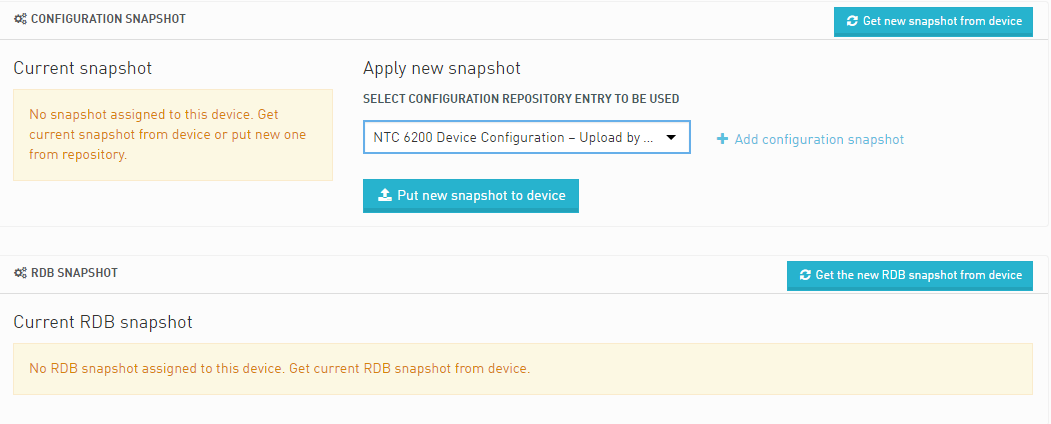 CONFIGURATION SNAPSHOT
Get new snapshot from device
Current snapshot
No snapshot assigned to this device. Get
current snapshot from device or put new one
from repository.
Apply new snapshot
SELECT CONFIGURATION REPOSITORY ENTRY TO BE USED
NTC 6200 Device Configuration – Upload by ...
Add configuration snapshot
Put new snapshot to device
RDB SNAPSHOT
Get the new RDB snapshot from device
Current RDB snapshot
No RDB snapshot assigned to this device. Get current RDB snapshot from device.